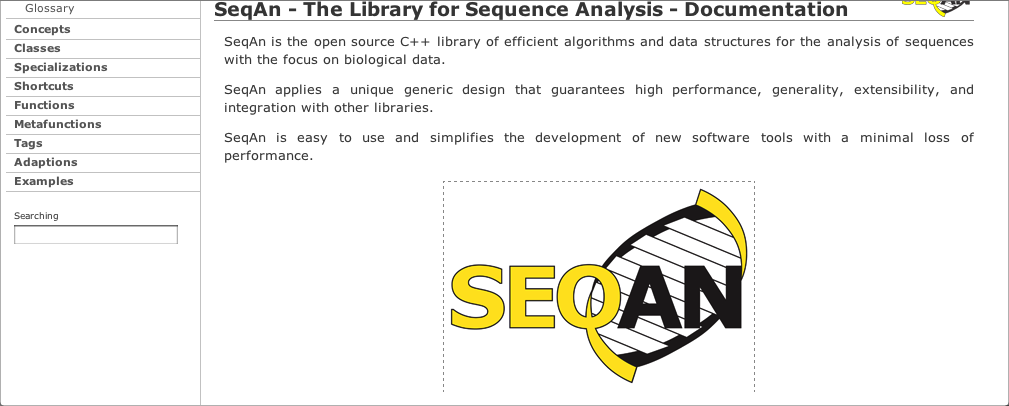 Glossary
Concepts
Classes
Specializations
Shortcuts
Functions
Metafunctions
Tags
Adaptions
Examples
Searching
SeqAn - The Library for Sequence Analysis - Documentation
SeqAn is the open source C++ library of efficient algorithms and data structures for the analysis of sequences
with the focus on biological data.
SeqAn applies a unique generic design that guarantees high performance, generality, extensibility, and
integration with other libraries.
SeqAn is easy to use and simplifies the development of new software tools with a minimal loss of
performance.
SEQAN